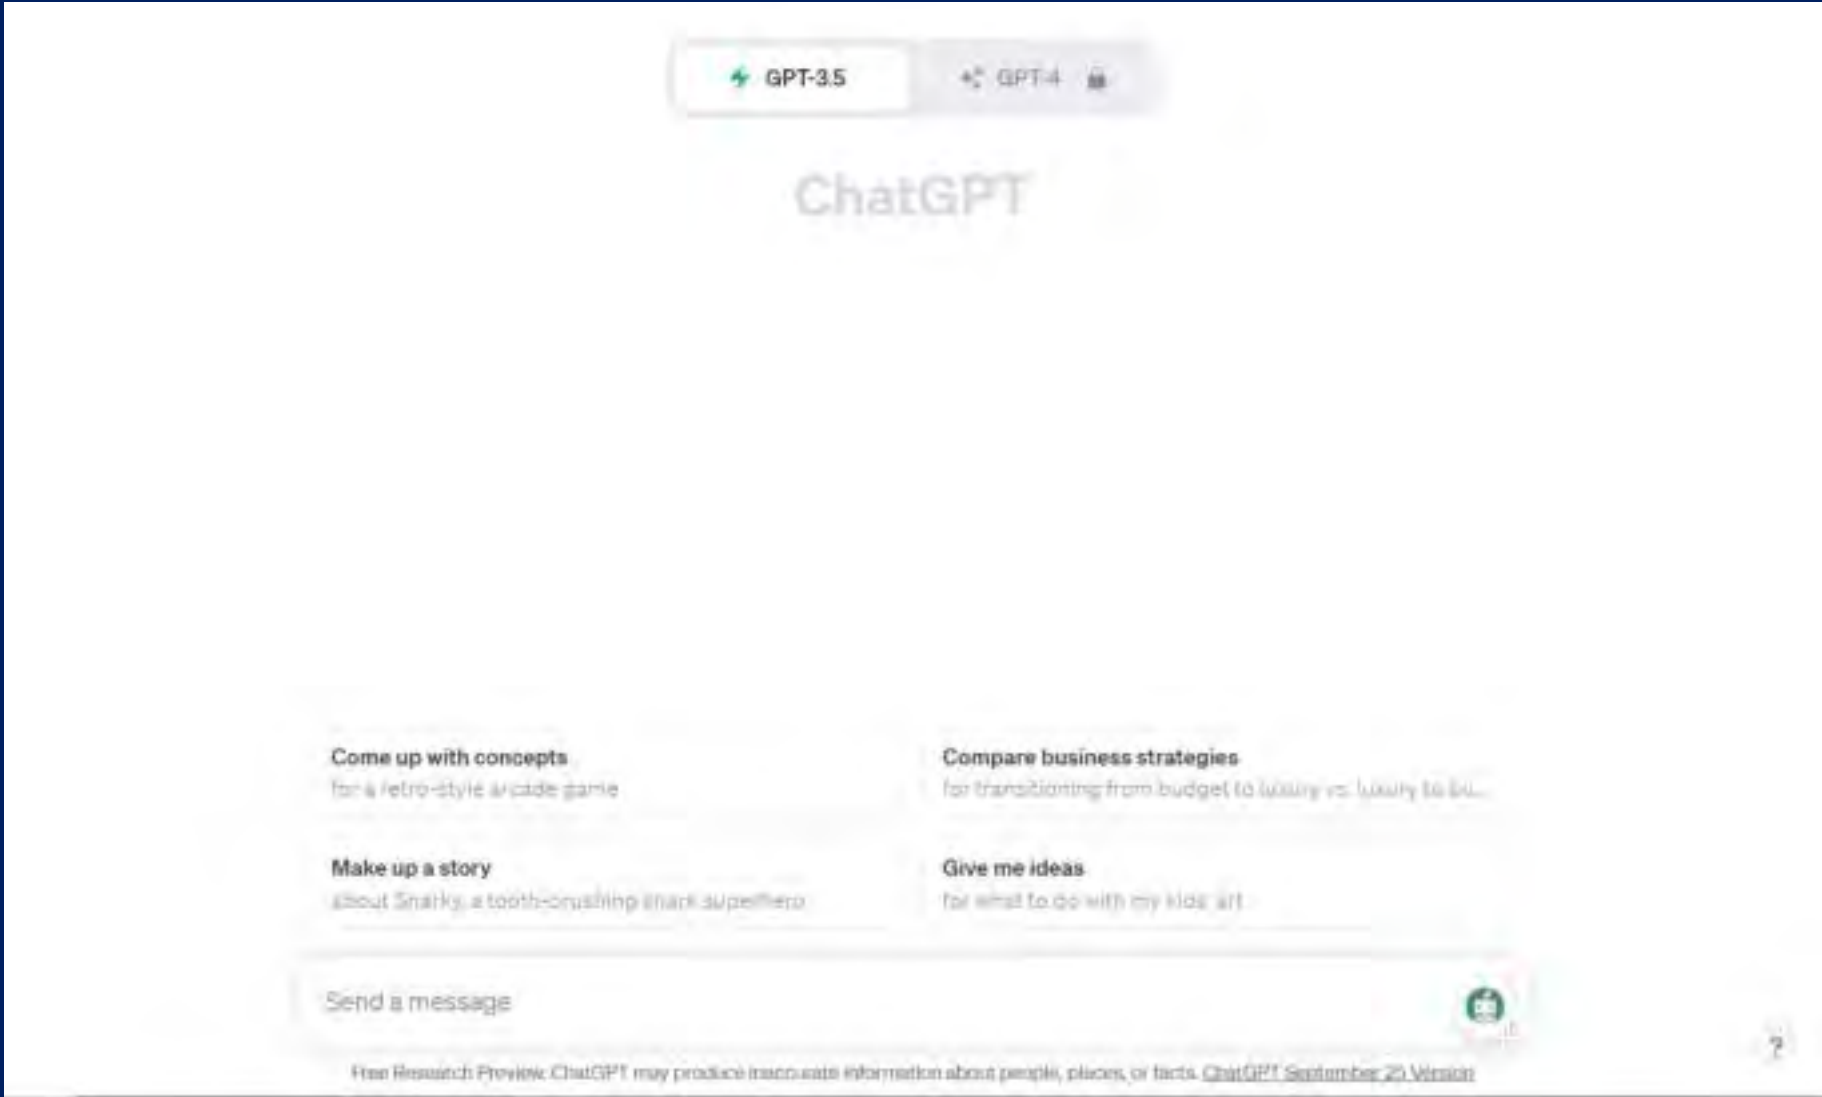 GPT-3.5
GPT-4
ChatGPT
Come up with concepts
for a retro-style arcade game
Compare business strategies
for transitioning from budget to luxury vs. luxury to bu...
Make up a story
about Sharky, a tooth-crushing shark superhero
Give me ideas
for what to do with my kids' art
Send a message
Free Research Preview. ChatGPT may produce inaccurate information about people, places, or facts. ChatGPT September 25 Version
?